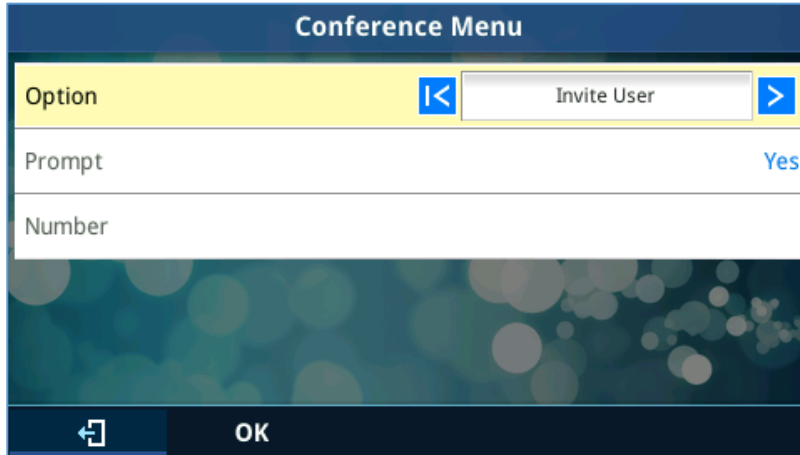 Conference Menu
Option
Invite User
Prompt
Yes
Number
OK